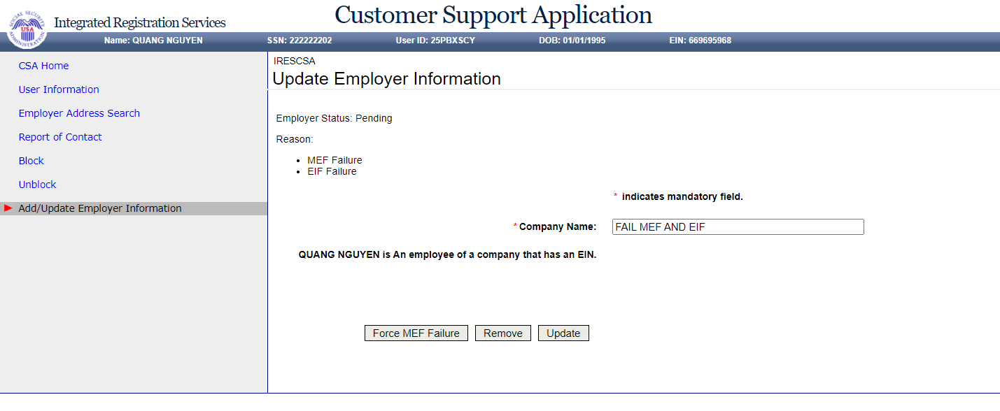 Customer Support Application
SOCIAL SECURITY ADMINISTRATION
USA
Integrated Registration Services
Name: QUANG NGUYEN SSN: 222222202 User ID: 25PBXSCY DOB: 01/01/1995 EIN: 669695968
CSA Home
User Information
Employer Address Search
Report of Contact
Block
Unblock
Add/Update Employer Information
IRESCSA
Update Employer Information
Employer Status: Pending
Reason:
• MEF Failure
• EIF Failure
* indicates mandatory field.
*Company Name: FAIL MEF AND EIF
QUANG NGUYEN is An employee of a company that has an EIN.
Force MEF Failure Remove Update